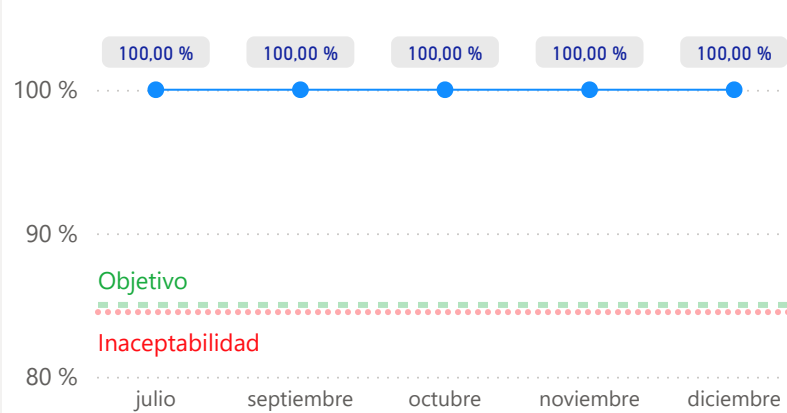 100,00 % 100,00 % 100,00 % 100,00 % 100,00 %
100 %
90 %
Objetivo
Inaceptabilidad
80 %
julio septiembre octubre noviembre diciembre